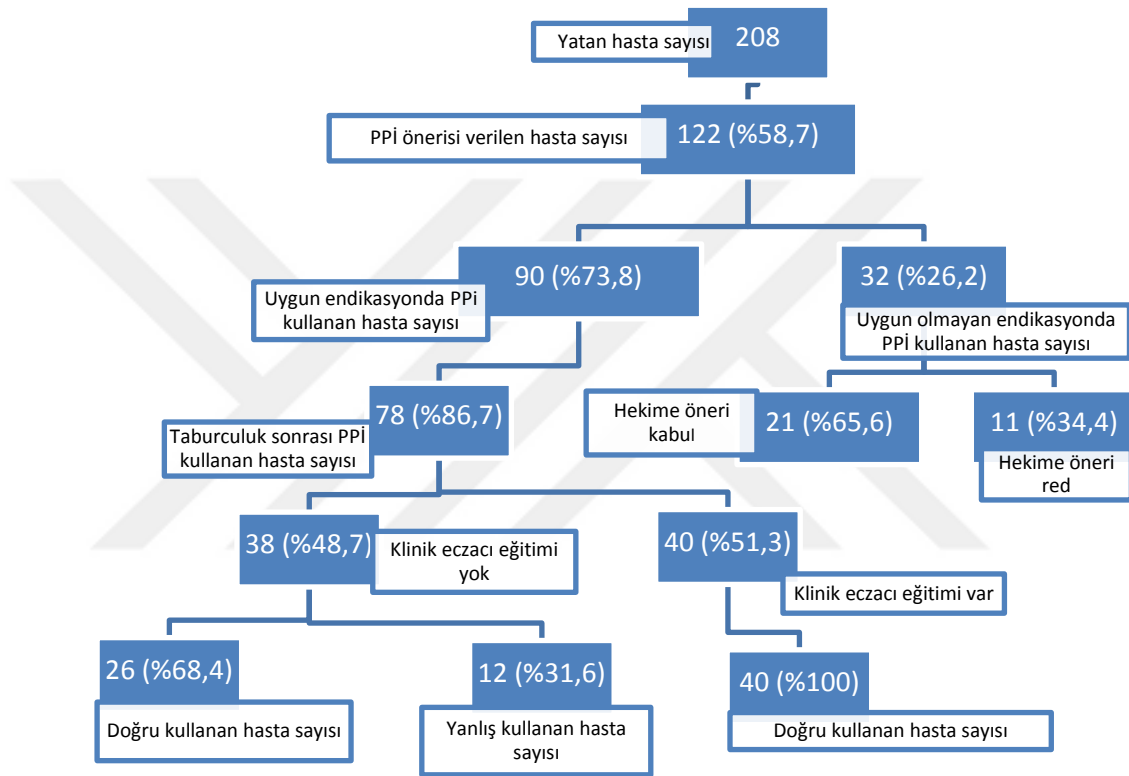 Yatan hasta sayısı
208
PPİ önerisi verilen hasta sayısı
122 (%58,7)
90 (%73,8)
Uygun endikasyonda PPi
kullanan hasta sayısı
32 (%26,2)
Uygun olmayan endikasyonda
PPİ kullanan hasta sayısı
78 (%86,7)
Taburculuk sonrası PPİ
kullanan hasta sayısı
Hekime öneri
kabul
21 (%65,6)
11 (%34,4)
Hekime öneri
red
38 (%48,7)
Klinik eczacı eğitimi
yok
40 (%51,3)
Klinik eczacı eğitimi var
26 (%68,4)
Doğru kullanan hasta sayısı
12 (%31,6)
Yanlış kullanan hasta
sayısı
40 (%100)
Doğru kullanan hasta sayısı